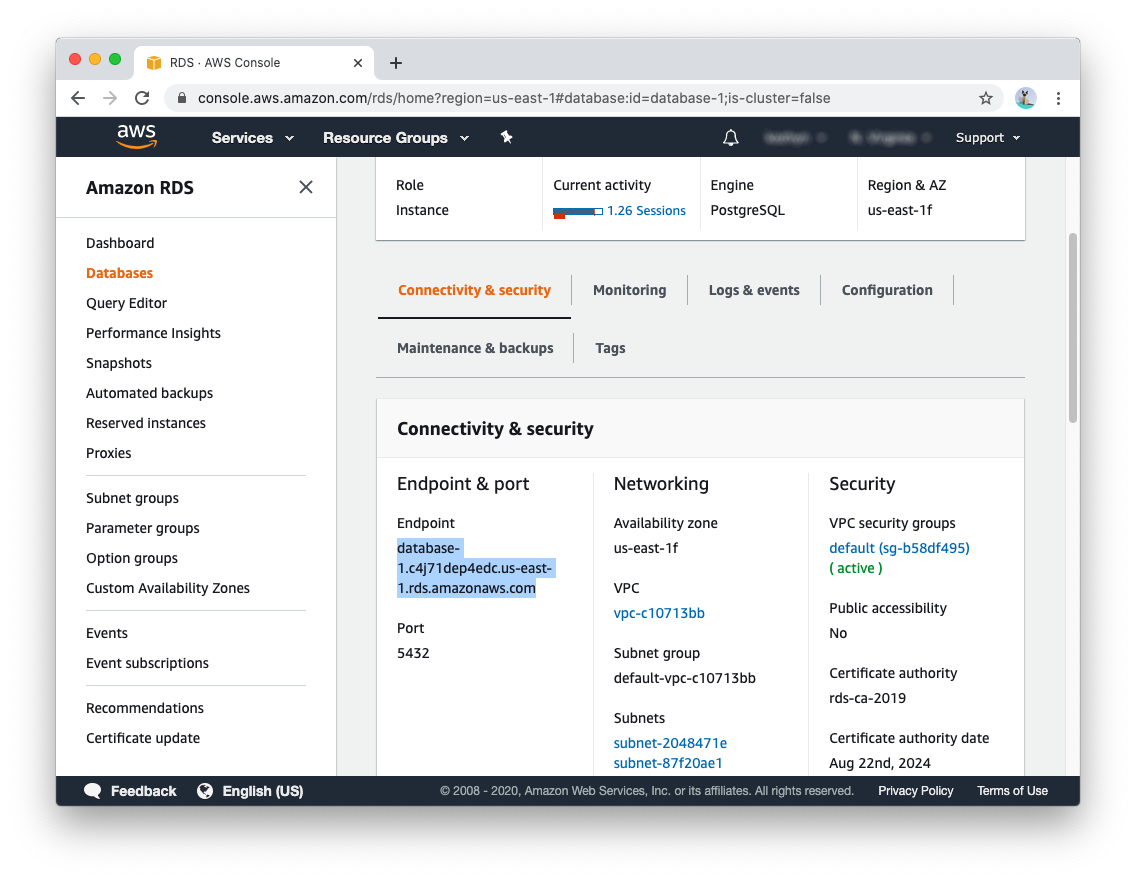 RDS · AWS Console
console.aws.amazon.com/rds/home?region=us-east-1#database:id=database-1;is-cluster=false
aws
Services
Resource Groups
Support
Amazon RDS
Dashboard
Databases
Query Editor
Performance Insights
Snapshots
Automated backups
Reserved instances
Proxies
Subnet groups
Parameter groups
Option groups
Custom Availability Zones
Events
Event subscriptions
Recommendations
Certificate update
Role
Instance
Current activity
1.26 Sessions
Engine
PostgreSQL
Region & AZ
us-east-1f
Connectivity & security
Monitoring
Logs & events
Configuration
Maintenance & backups
Tags
Connectivity & security
Endpoint & port
Endpoint
database-
1.c4j71dep4edc.us-east-
1.rds.amazonaws.com
Port
5432
Networking
Availability zone
us-east-1f
VPC
vpc-c10713bb
Subnet group
default-vpc-c10713bb
Subnets
subnet-2048471e
subnet-87f20ae1
Security
VPC security groups
default (sg-b58df495)
( active )
Public accessibility
No
Certificate authority
rds-ca-2019
Certificate authority date
Aug 22nd, 2024
Feedback
English (US)
© 2008 - 2020, Amazon Web Services, Inc. or its affiliates. All rights reserved.
Privacy Policy
Terms of Use